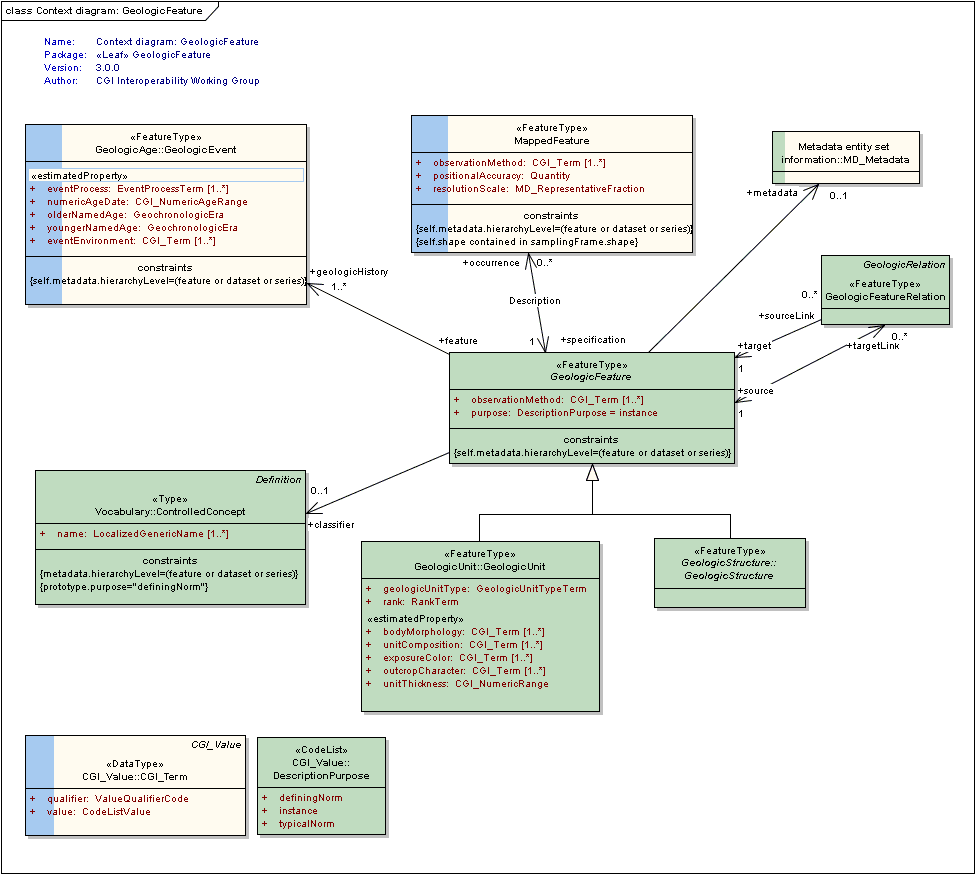 class Context diagram: GeologicFeature
Name: Context diagram: GeologicFeature
Package: «Leaf» GeologicFeature
Version: 3.0.0
Author: CGI Interoperability Working Group
«FeatureType»
GeologicAge::GeologicEvent
«estimatedProperty»
+ eventProcess: EventProcessTerm [1..*]
+ numericAgeDate: CGI_NumericAgeRange
+ olderNamedAge: GeochronologicEra
+ youngerNamedAge: GeochronologicEra
+ eventEnvironment: CGI_Term [1..*]
constraints
{self.metadata.hierarchyLevel=(feature or dataset or series)}
«FeatureType»
MappedFeature
+ observationMethod: CGI_Term [1..*]
+ positionalAccuracy: Quantity
+ resolutionScale: MD_RepresentativeFraction
constraints
{self.metadata.hierarchyLevel=(feature or dataset or series)}
{self.shape contained in samplingFrame.shape}
Metadata entity set
information::MD_Metadata
+metadata
0..1
GeologicRelation
«FeatureType»
GeologicFeatureRelation
0..*
+sourceLink
0..*
+targetLink
+target
1
+source
1
+geologicHistory
1..*
+feature
+occurrence
0..*
Description
1
+specification
«FeatureType»
GeologicFeature
+ observationMethod: CGI_Term [1..*]
+ purpose: DescriptionPurpose = instance
constraints
{self.metadata.hierarchyLevel=(feature or dataset or series)}
0..1
+classifier
Definition
«Type»
Vocabulary::ControlledConcept
+ name: LocalizedGenericName [1..*]
constraints
{metadata.hierarchyLevel=(feature or dataset or series)}
{prototype.purpose="definingNorm"}
«FeatureType»
GeologicUnit::GeologicUnit
+ geologicUnitType: GeologicUnitTypeTerm
+ rank: RankTerm
«estimatedProperty»
+ bodyMorphology: CGI_Term [1..*]
+ unitComposition: CGI_Term [1..*]
+ exposureColor: CGI_Term [1..*]
+ outcropCharacter: CGI_Term [1..*]
+ unitThickness: CGI_NumericRange
«FeatureType»
GeologicStructure::
GeologicStructure
CGI_Value
«DataType»
CGI_Value::CGI_Term
+ qualifier: ValueQualifierCode
+ value: CodeListValue
«CodeList»
CGI_Value::
DescriptionPurpose
+ definingNorm
+ instance
+ typicalNorm